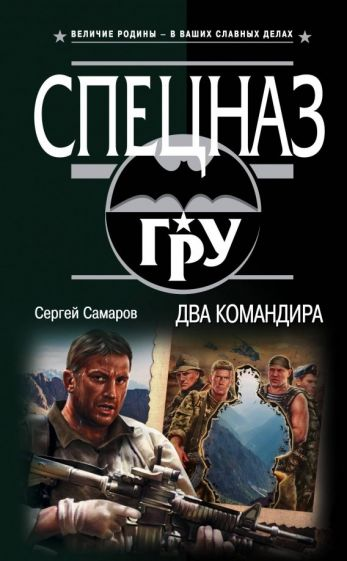 ВЕЛИЧИЕ РОДИНЫ – В ВАШИХ СЛАВНЫХ ДЕЛАХ
СПЕЦНАЗ
ГРУ
Сергей Самаров
ДВА КОМАНДИРА